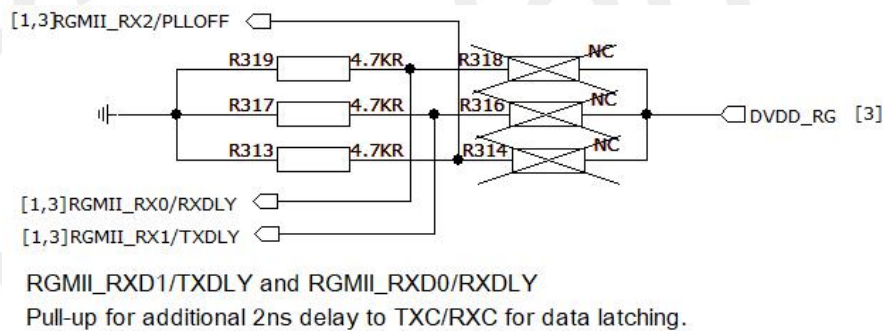 [1,3]RGMII_RX2/PLLOFF
R319 4.7KR R318 NC
R317 4.7KR R316 NC
DVDD_RG [3]
R313 4.7KR R314 NC
[1,3]RGMII_RX0/RXDLY
[1,3]RGMII_RX1/TXDLY
RGMII_RXD1/TXDLY and RGMII_RXD0/RXDLY
Pull-up for additional 2ns delay to TXC/RXC for data latching.